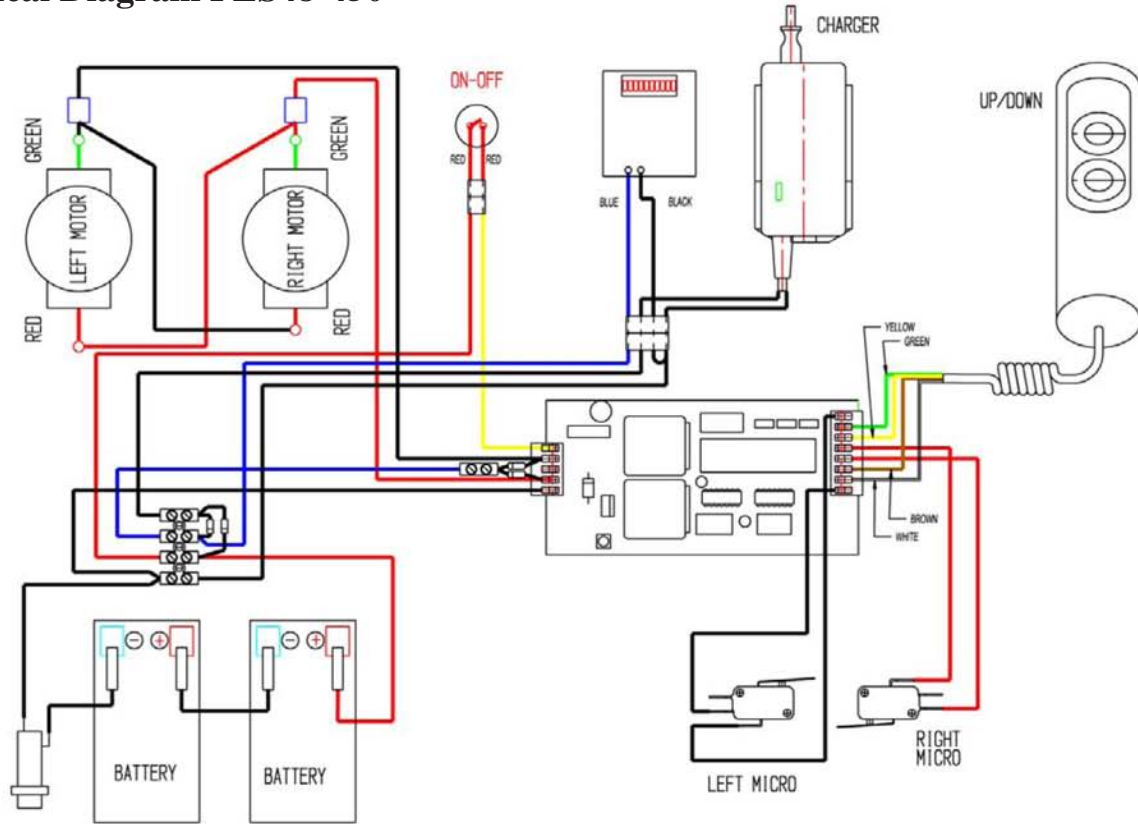 CHARGER
ON-OFF
UP/DOWN
GREEN
GREEN
RED
RED
LEFT MOTOR
RIGHT MOTOR
BLUE
BLACK
RED
RED
YELLOW
GREEN
BROWN
WHITE
BATTERY
BATTERY
LEFT MICRO
RIGHT
MICRO